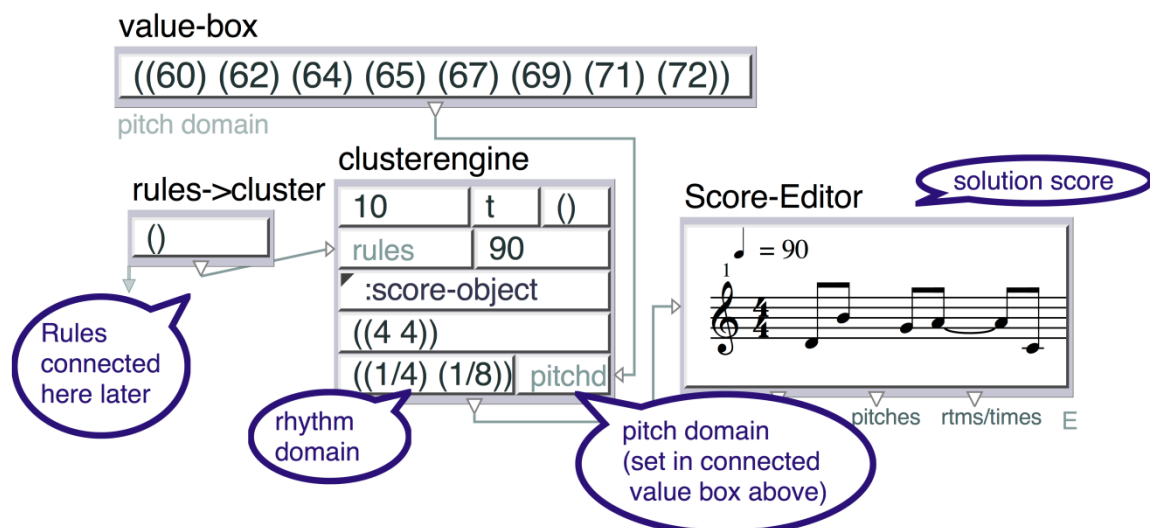 value-box
((60) (62) (64) (65) (67) (69) (71) (72))
pitch domain
clusterengine
rules->cluster
()
10 t ()
rules 90
:score-object
((4 4))
((1/4) (1/8)) pitchd
Rules
connected
here later
rhythm
domain
pitch domain
(set in connected
value box above)
solution score
Score-Editor
= 90
1
4
4
pitches rtms/times E